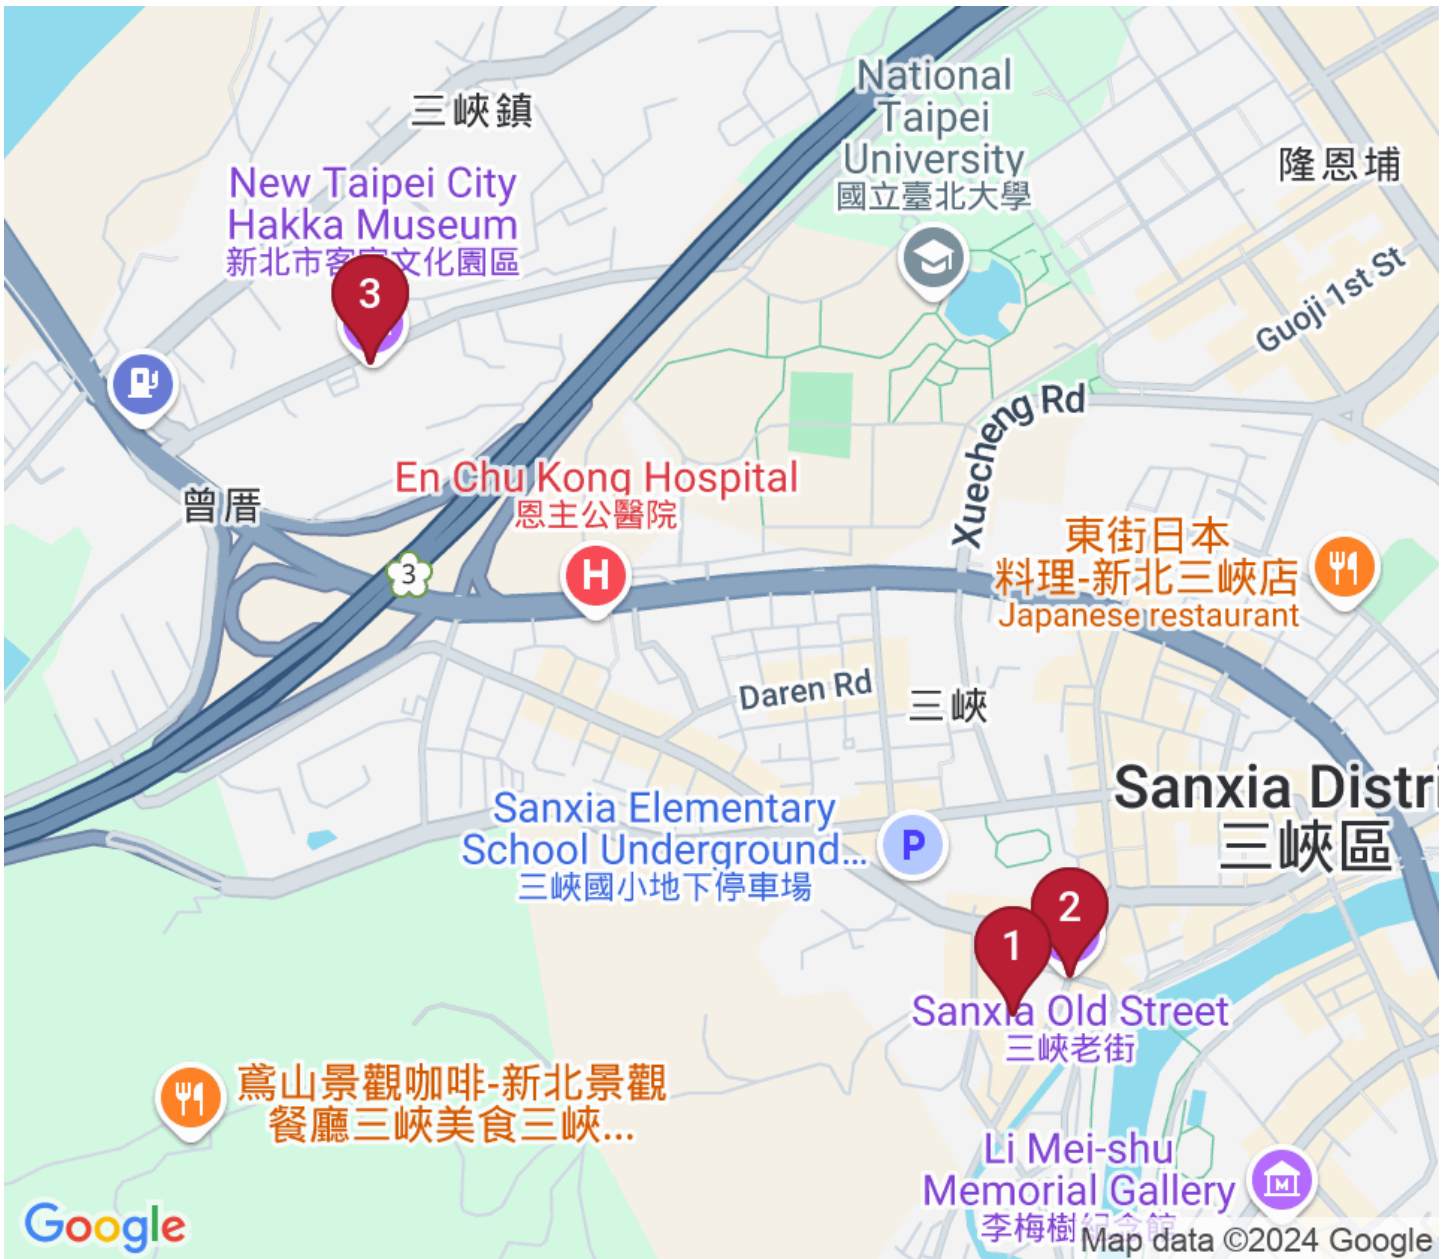 National
Taipei
University
國立臺北大學
三峽鎮
隆恩埔
New Taipei City
Hakka Museum
新北市客家文化園區
3
Guoji 1st St
Xuecheng Rd
En Chu Kong Hospital
恩主公醫院
H
曾厝
3
東街日本
料理-新北三峽店
Japanese restaurant
Daren Rd
三峽
Sanxia Distri
三峽區
Sanxia Elementary
School Underground...
三峽國小地下停車場
P
2
1
Sanxia Old Street
三峽老街
鳶山景觀咖啡-新北景觀
餐廳三峽美食三峽...
Li Mei-shu
Memorial Gallery
李梅樹紀念館
M
Google
Map data ©2024 Google